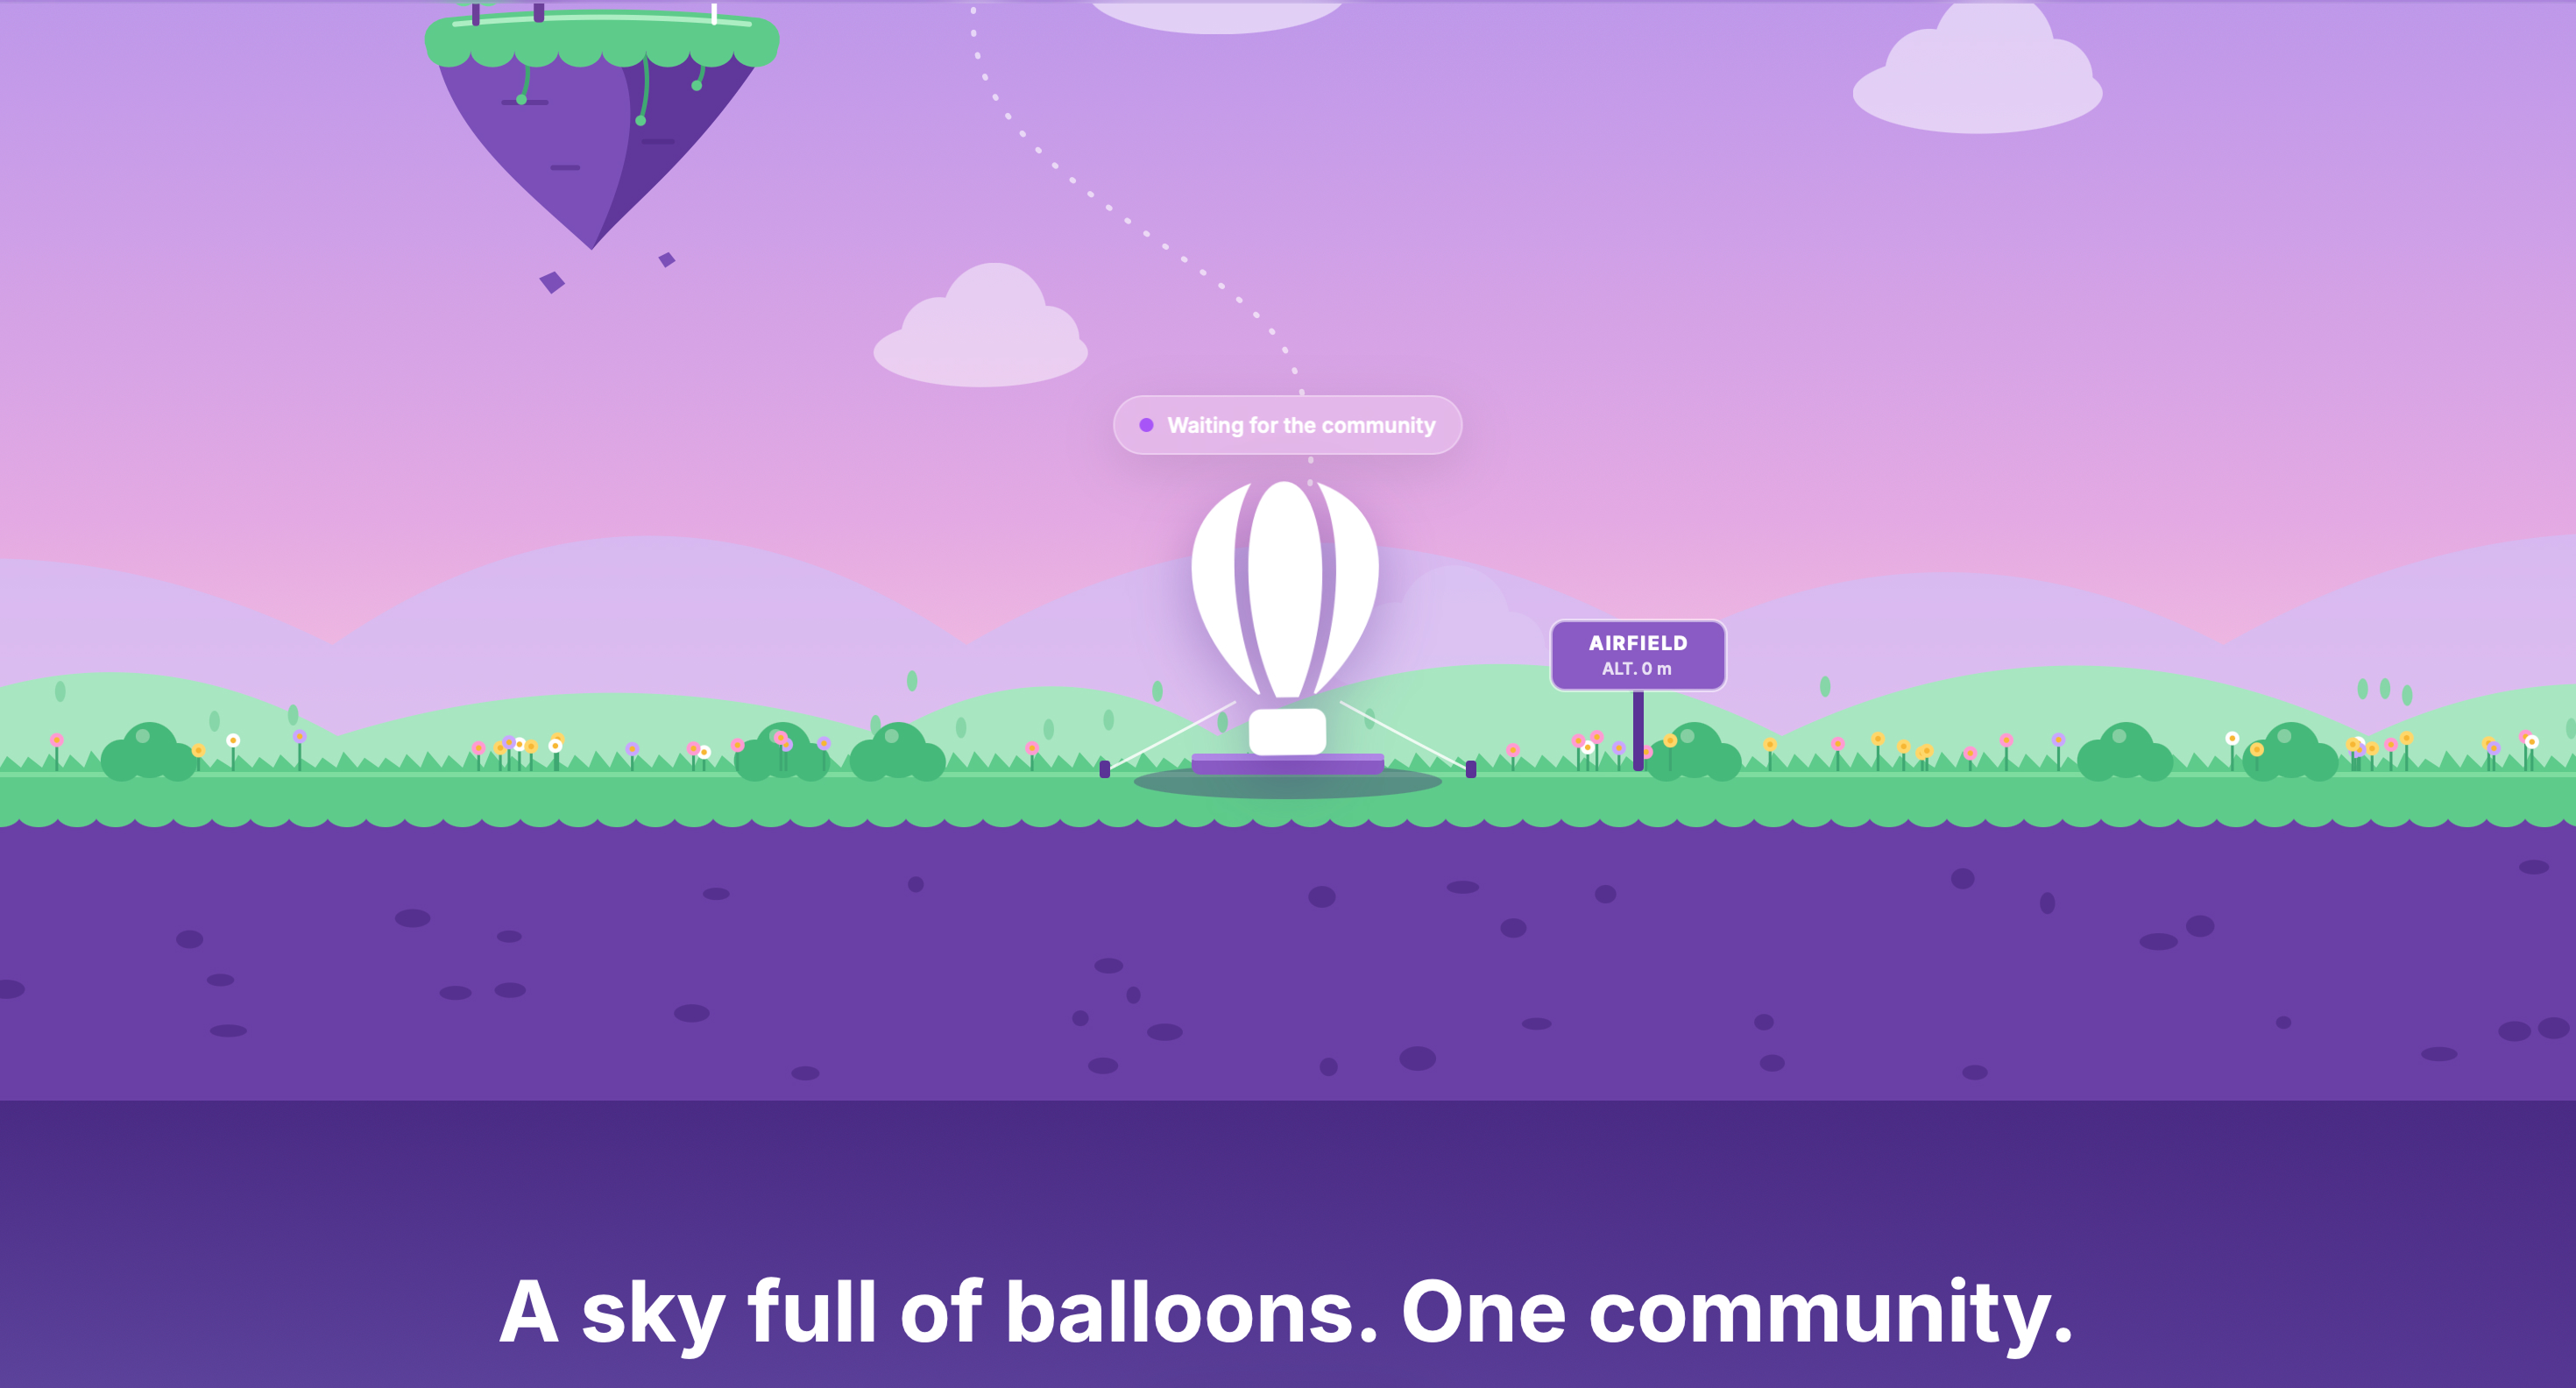 Waiting for the community
AIRFIELD
ALT. 0 m
A sky full of balloons. One community.